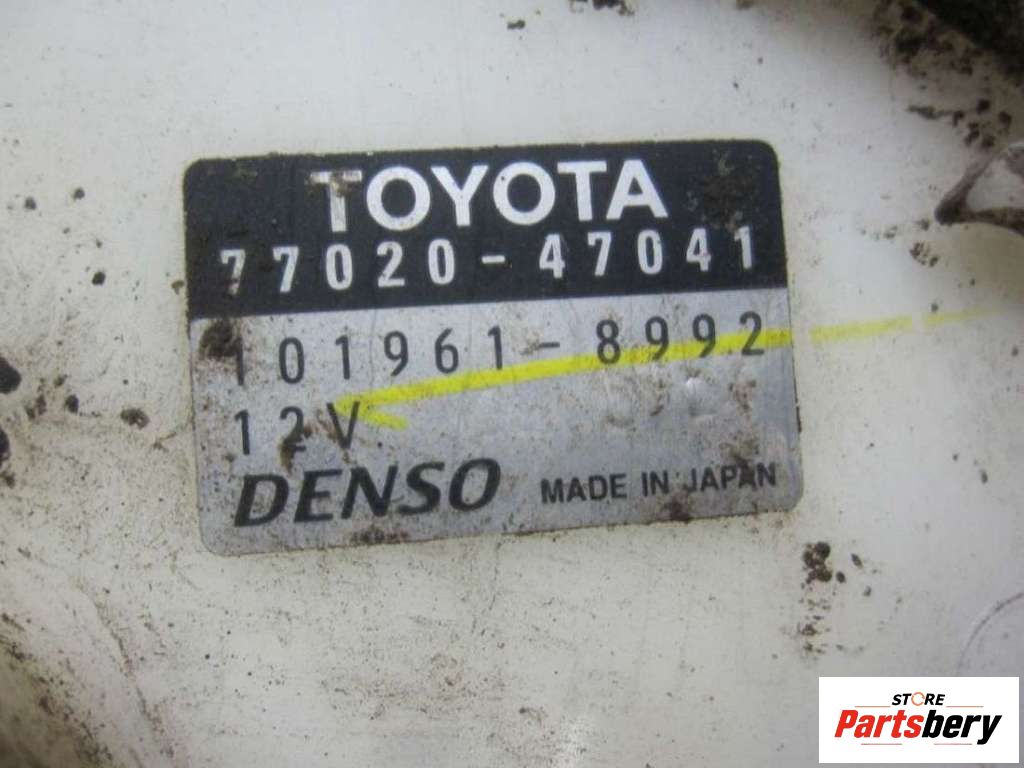 TOYOTA
77020-47041
101961-8992
12V
DENSO MADE IN JAPAN
STORE
Partsbery